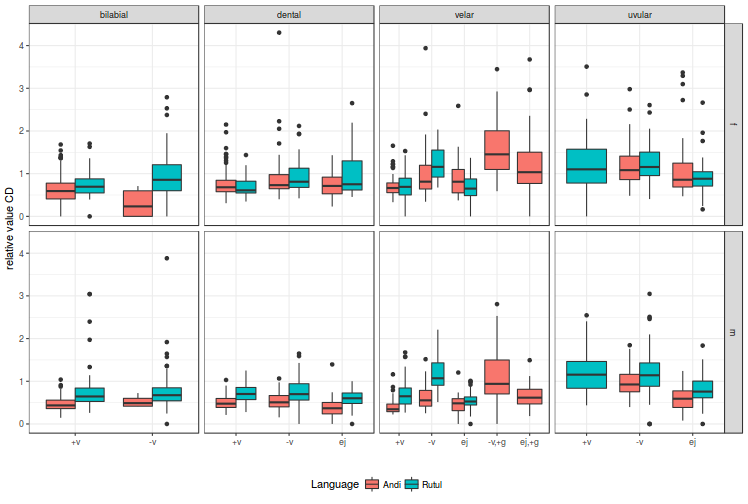 bilabial dental velar uvular
relative value CD
4
3
2
1
0
f
4
3
2
1
0
m
+v -v +v -v ej +v -v ej -v,+g ej,+g +v -v ej
Language Andi Rutul